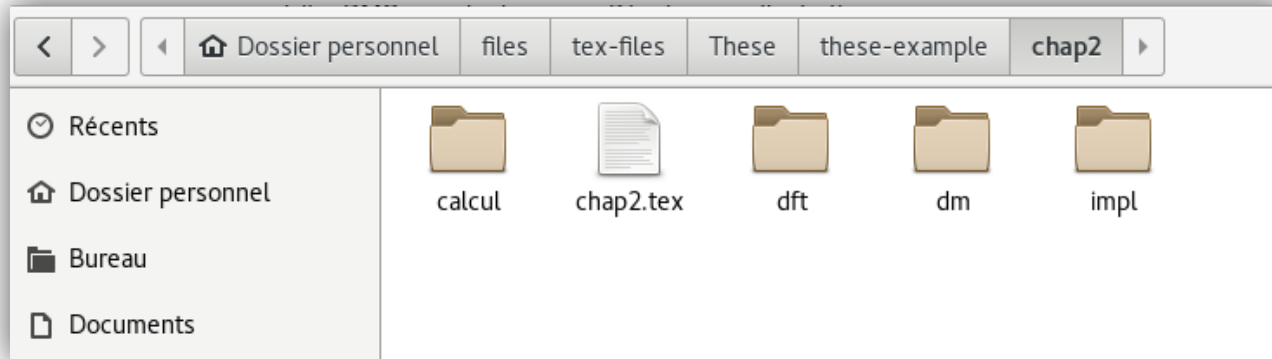 Dossier personnel files tex-files These these-example chap2
Récents
Dossier personnel
Bureau
Documents
calcul chap2.tex dft dm impl